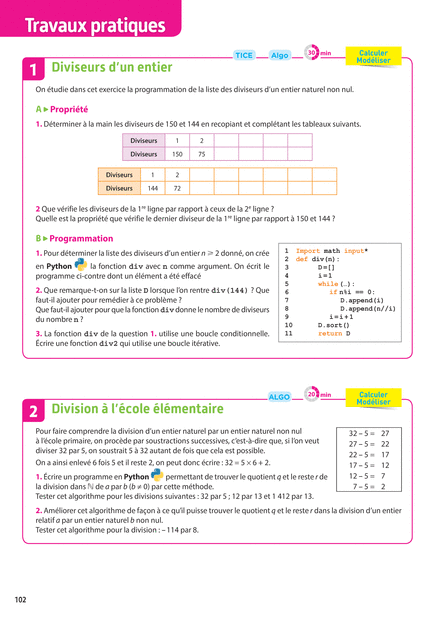 Travaux pratiques
TICE Algo 30 min Calculer Modéliser
1 Diviseurs d'un entier
On étudie dans cet exercice la programmation de la liste des diviseurs d'un entier naturel non nul.
A ▸ Propriété
1. Déterminer à la main les diviseurs de 150 et 144 en recopiant et complétant les tableaux suivants.
Diviseurs 1 2
Diviseurs 150 75
Diviseurs 1 2
Diviseurs 144 72
2 Que vérifie les diviseurs de la 1re ligne par rapport à ceux de la 2e ligne ?
Quelle est la propriété que vérifie le dernier diviseur de la 1re ligne par rapport à 150 et 144 ?
B ▸ Programmation
1. Pour déterminer la liste des diviseurs d'un entier n ⩾ 2 donné, on crée
en Python la fonction div avec n comme argument. On écrit le
programme ci-contre dont un élément a été effacé
2. Que remarque-t-on sur la liste D lorsque l'on rentre div(144) ? Que
faut-il ajouter pour remédier à ce problème ?
Que faut-il ajouter pour que la fonction div donne le nombre de diviseurs
du nombre n ?
3. La fonction div de la question 1. utilise une boucle conditionnelle.
Écrire une fonction div2 qui utilise une boucle itérative.
1 Import math input*
2 def div(n):
3 D=[]
4 i=1
5 while (…):
6 if n%i == 0:
7 D.append(i)
8 D.append(n//i)
9 i=i+1
10 D.sort()
11 return D
ALGO 20 min Calculer Modéliser
2 Division à l'école élémentaire
Pour faire comprendre la division d'un entier naturel par un entier naturel non nul
à l'école primaire, on procède par soustractions successives, c'est-à-dire que, si l'on veut
diviser 32 par 5, on soustrait 5 à 32 autant de fois que cela est possible.
On a ainsi enlevé 6 fois 5 et il reste 2, on peut donc écrire : 32 = 5 × 6 + 2.
32 – 5 = 27
27 – 5 = 22
22 – 5 = 17
17 – 5 = 12
12 – 5 = 7
7 – 5 = 2
1. Écrire un programme en Python permettant de trouver le quotient q et le reste r de
la division dans ℕ de a par b (b ≠ 0) par cette méthode.
Tester cet algorithme pour les divisions suivantes : 32 par 5 ; 12 par 13 et 1 412 par 13.
2. Améliorer cet algorithme de façon à ce qu'il puisse trouver le quotient q et le reste r dans la division d'un entier
relatif a par un entier naturel b non nul.
Tester cet algorithme pour la division : – 114 par 8.
102